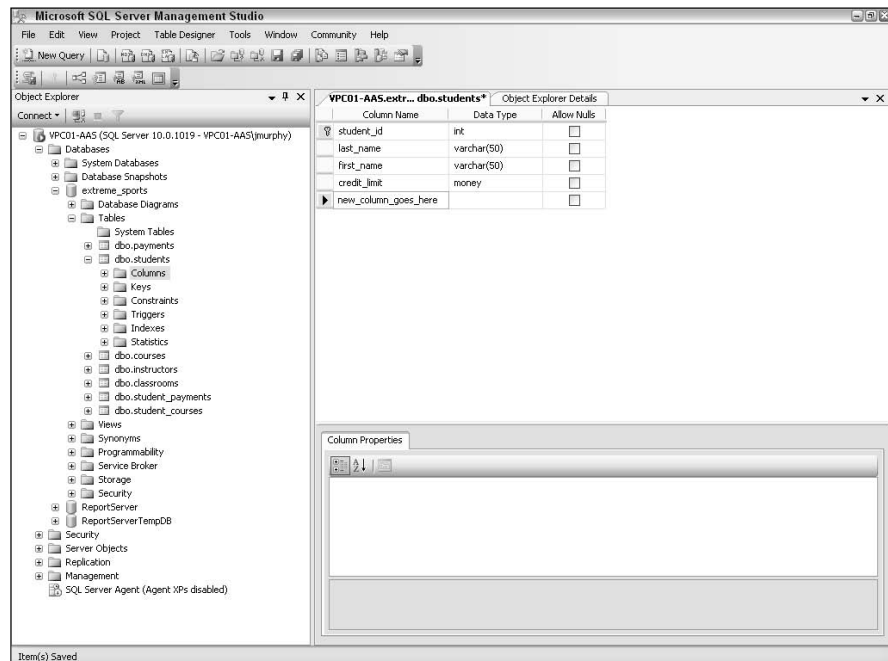 Microsoft SQL Server Management Studio
File Edit View Project Table Designer Tools Window Community Help
New Query
Object Explorer
Connect
VPC01-AAS (SQL Server 10.0.1019 - VPC01-AAS\jmurphy)
Databases
System Databases
Database Snapshots
extreme_sports
Database Diagrams
Tables
System Tables
dbo.payments
dbo.students
Columns
Keys
Constraints
Triggers
Indexes
Statistics
dbo.courses
dbo.instructors
dbo.classrooms
dbo.student_payments
dbo.student_courses
Views
Synonyms
Programmability
Service Broker
Storage
Security
ReportServer
ReportServerTempDB
Security
Server Objects
Replication
Management
SQL Server Agent (Agent XPs disabled)
VPC01-AAS.extr... dbo.students* Object Explorer Details
Column Name Data Type Allow Nulls
student_id int
last_name varchar(50)
first_name varchar(50)
credit_limit money
new_column_goes_here
Column Properties
Item(s) Saved